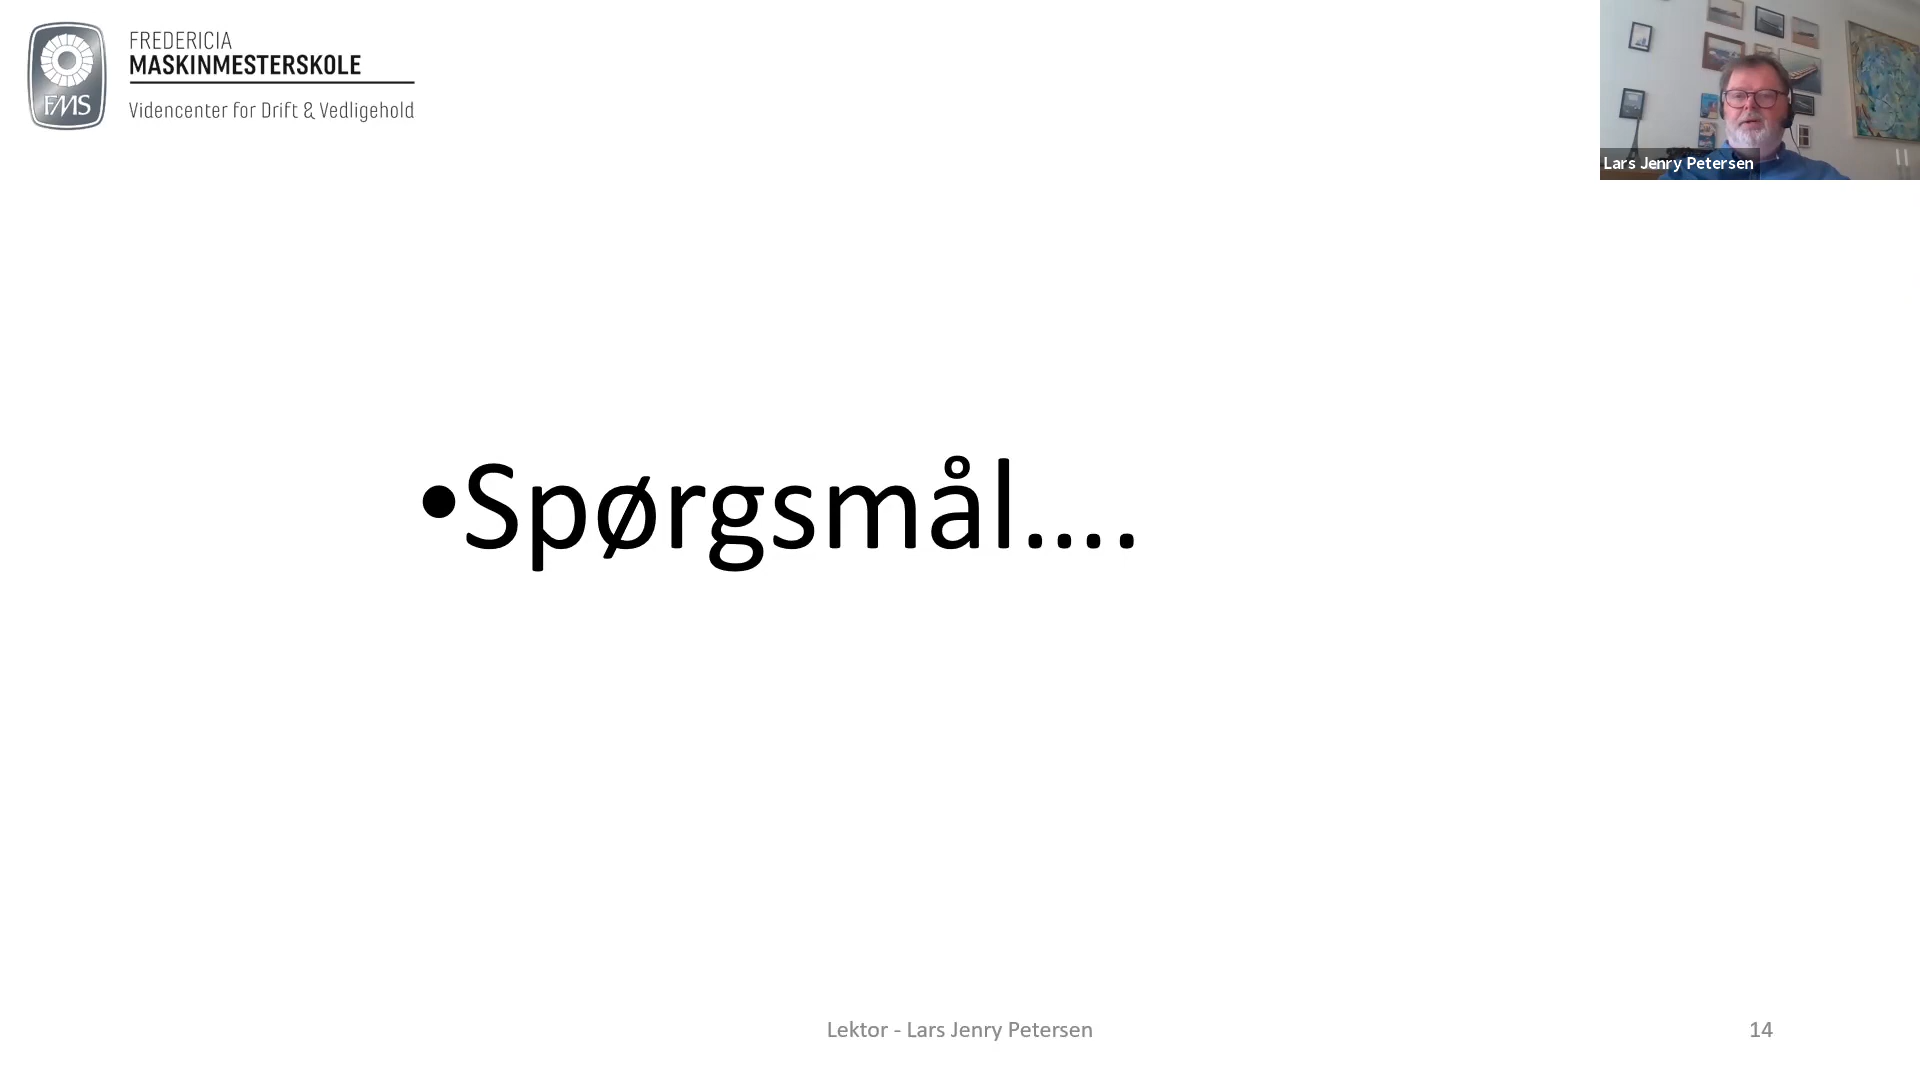 FREDERICIA
MASKINMESTERSKOLE
FMS
Videncenter for Drift & Vedligehold
Lars Jenry Petersen
•Spørgsmål....
Lektor - Lars Jenry Petersen
14